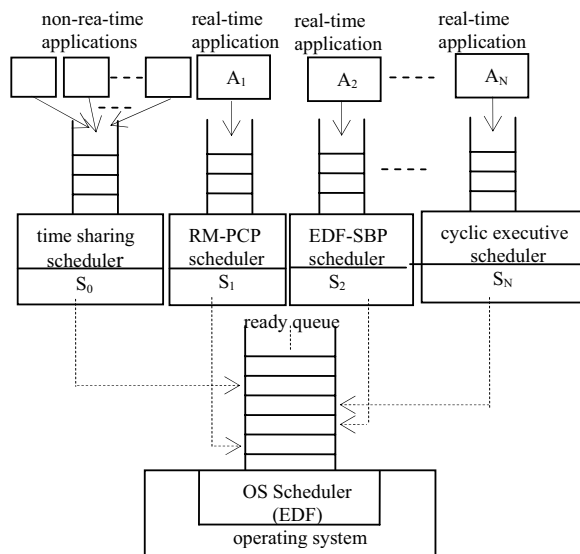 non-rea-time applications
real-time application
real-time application
real-time application
A1
A2
AN
time sharing scheduler
S0
RM-PCP scheduler
S1
EDF-SBP scheduler
S2
cyclic executive scheduler
SN
ready queue
OS Scheduler
(EDF)
operating system